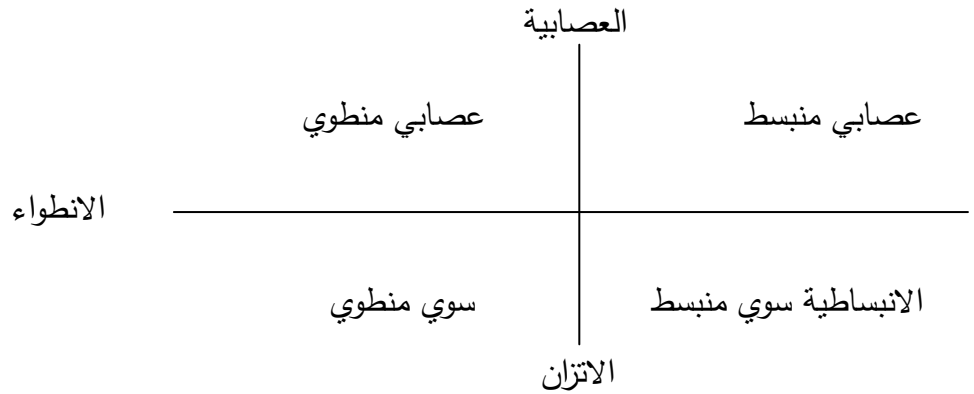 العصابية
عصابي منبسط
عصابي منطوي
الانطواء
الانبساطية سوي منبسط
سوي منطوي
الاتزان